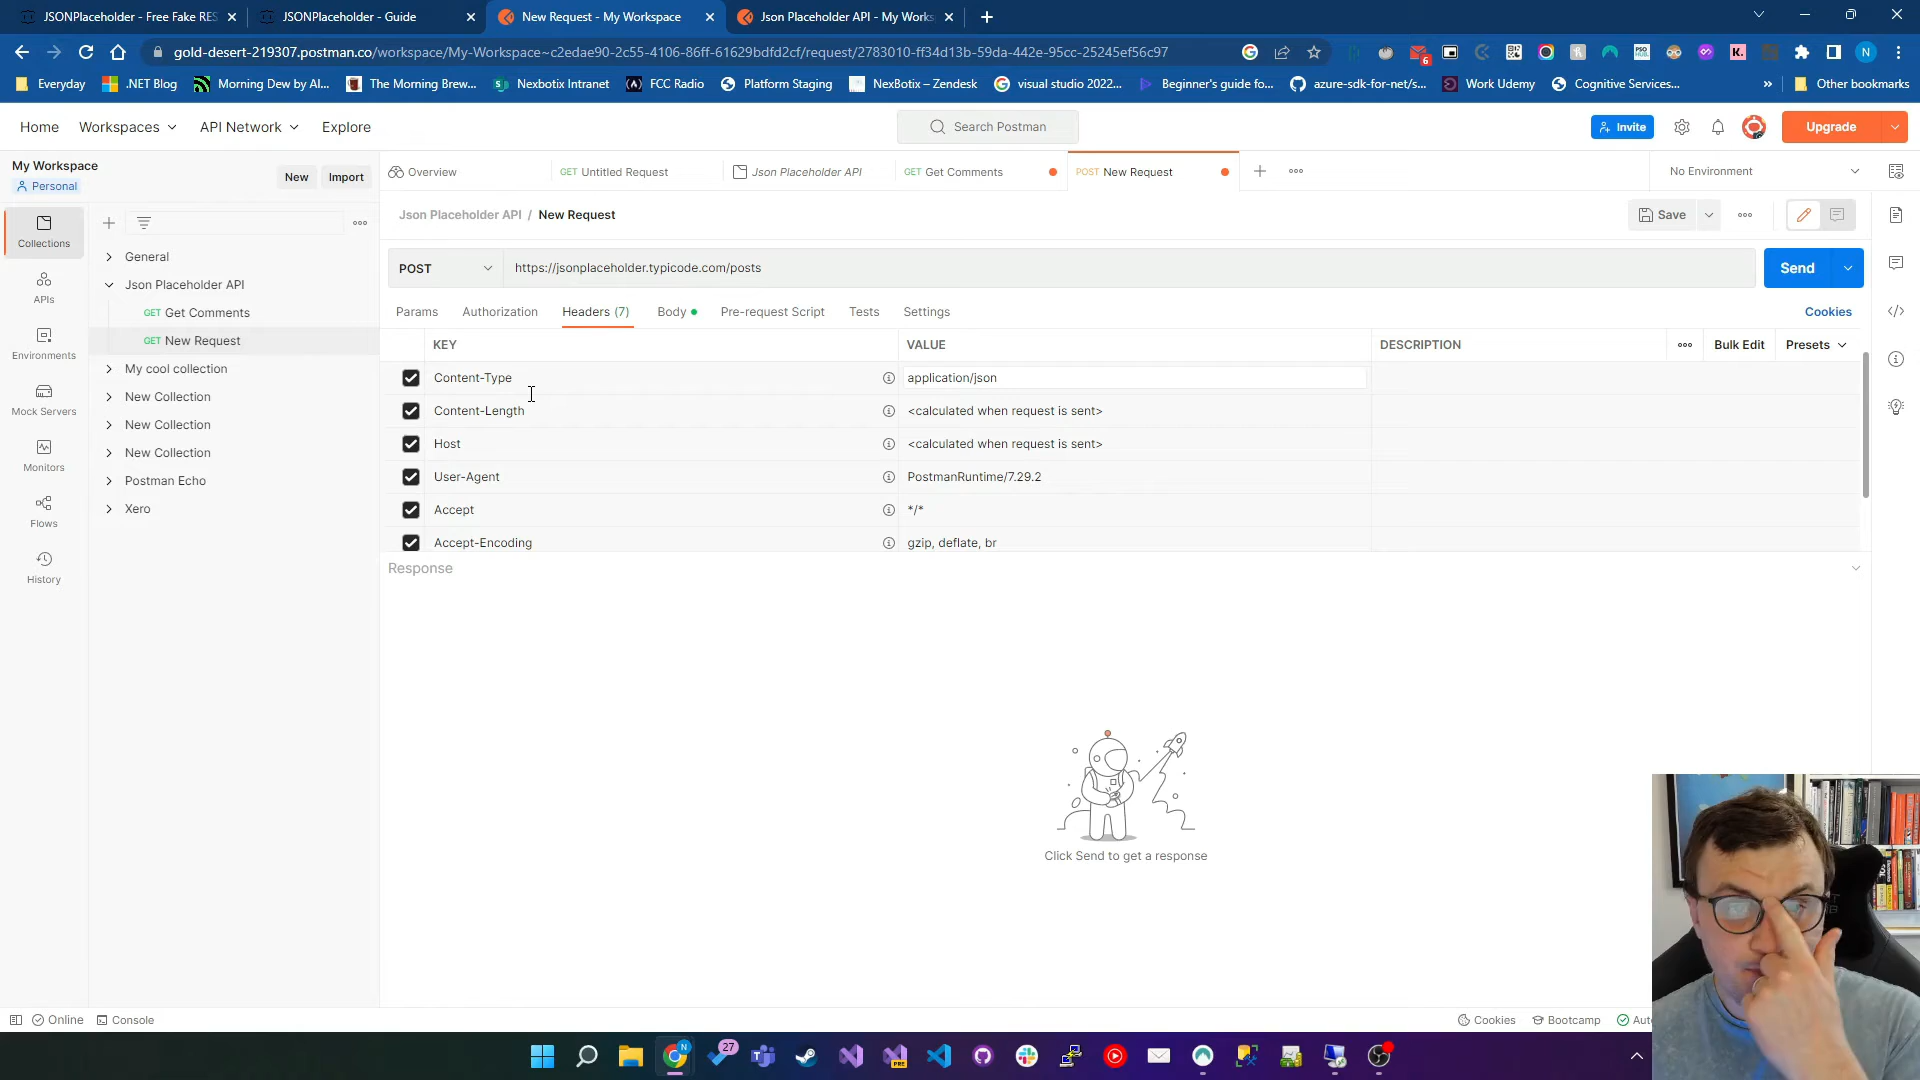 JSONPlaceholder - Free Fake RES
JSONPlaceholder - Guide
New Request - My Workspace
Json Placeholder API - My Works
gold-desert-219307.postman.co/workspace/My-Workspace~c2edae90-2c55-4106-86ff-61629bdfd2cf/request/2783010-ff34d13b-59da-442e-95cc-25245ef56c97
6
K.
N
Everyday
.NET Blog
Morning Dew by Al...
The Morning Brew...
Nexbotix Intranet
FCC Radio
Platform Staging
NexBotix – Zendesk
visual studio 2022...
Beginner's guide fo...
azure-sdk-for-net/s...
Work Udemy
Cognitive Services...
»
Other bookmarks
Home
Workspaces
API Network
Explore
Search Postman
Invite
Upgrade
My Workspace
Personal
New
Import
Overview
GET Untitled Request
Json Placeholder API
GET Get Comments
POST New Request
No Environment
Json Placeholder API / New Request
Save
Collections
APIs
Environments
Mock Servers
Monitors
Flows
History
General
Json Placeholder API
GET Get Comments
GET New Request
My cool collection
New Collection
New Collection
New Collection
Postman Echo
Xero
POST
https://jsonplaceholder.typicode.com/posts
Send
Params
Authorization
Headers (7)
Body
Pre-request Script
Tests
Settings
Cookies
KEY
VALUE
DESCRIPTION
Bulk Edit
Presets
Content-Type
application/json
Content-Length
<calculated when request is sent>
Host
<calculated when request is sent>
User-Agent
PostmanRuntime/7.29.2
Accept
*/*
Accept-Encoding
gzip, deflate, br
Response
Click Send to get a response
Online
Console
Cookies
Bootcamp
Aut
N
27
PRE